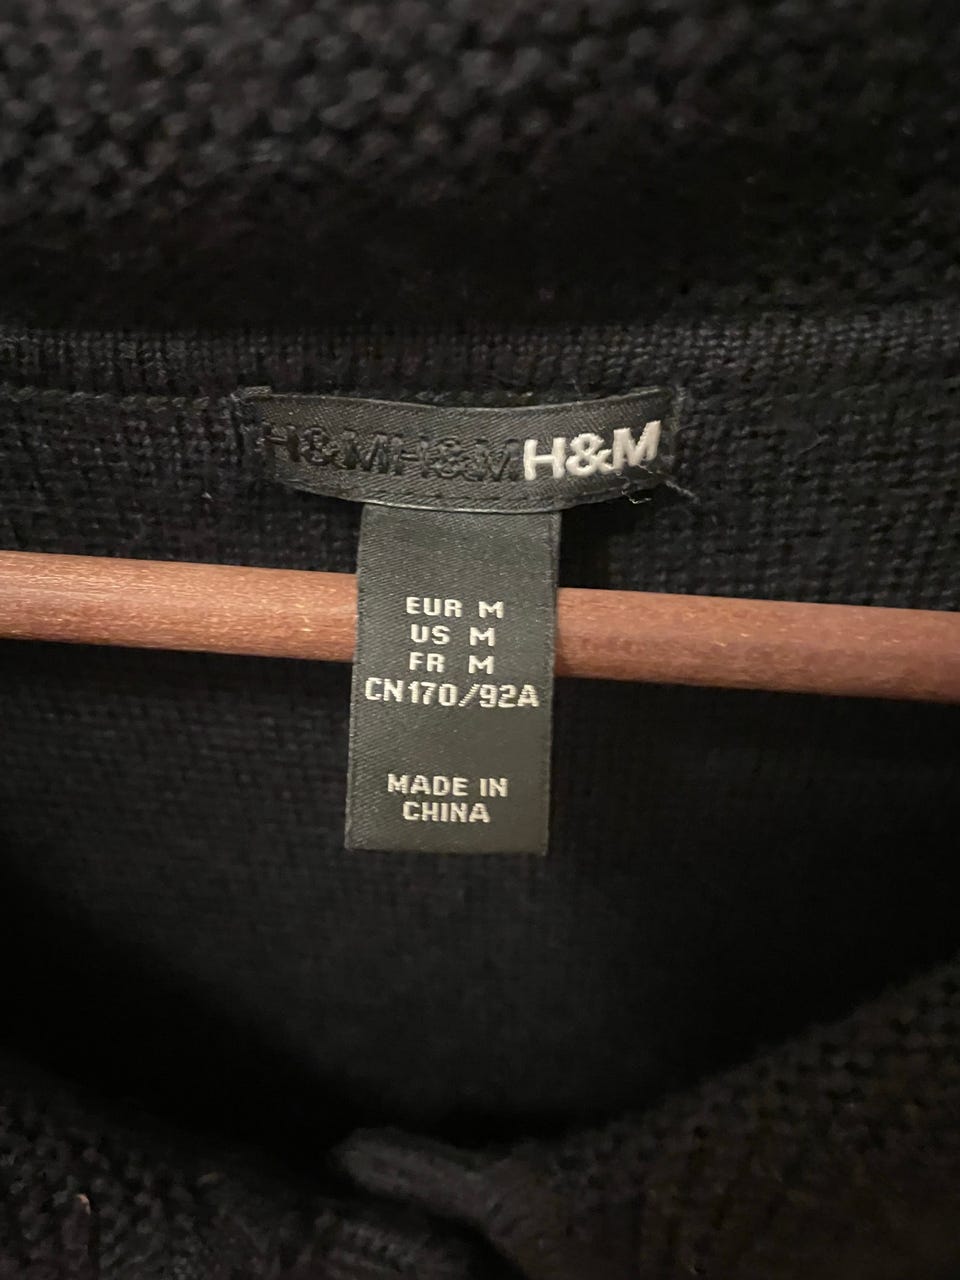 H&MH&MH&M
EUR M
US M
FR M
CN170/92A
MADE IN
CHINA